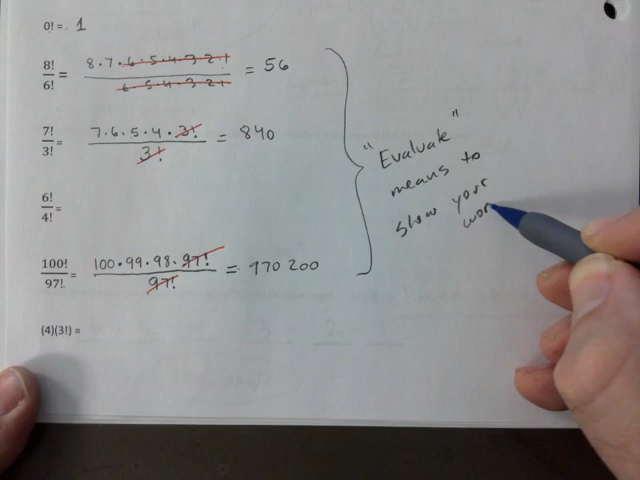 0! = 1
8!/6! = 8·7·6·5·4·3·2·1 / 6·5·4·3·2·1 = 56
7!/3! = 7·6·5·4·3! / 3! = 840
6!/4! =
100!/97! = 100·99·98·97! / 97! = 970 200
(4)(3!) =
"Evaluate"
means to
show your
wor